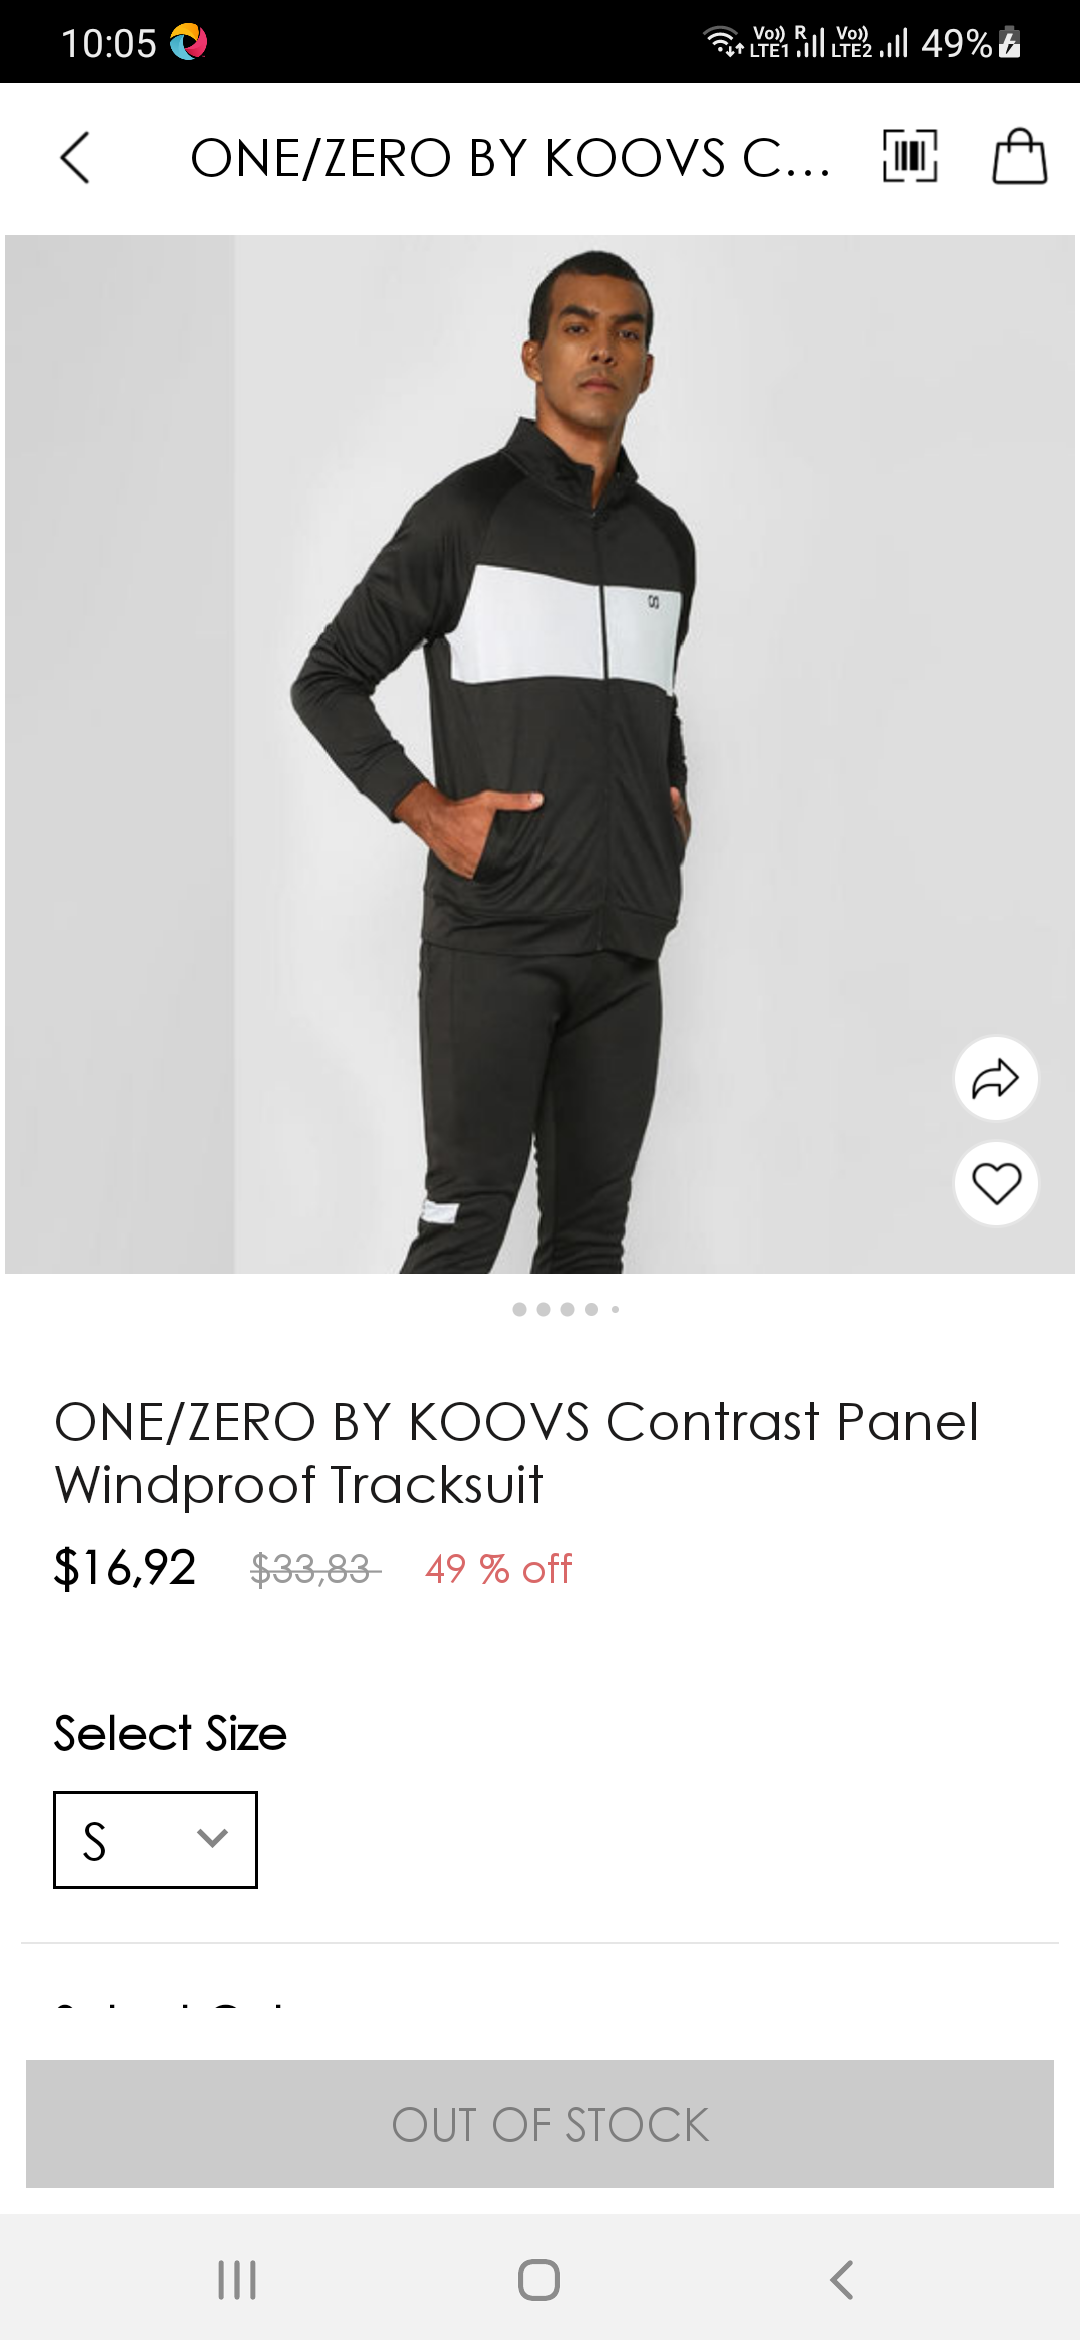 10:05
Vo)) R Vo))
LTE1 LTE2 49%
ONE/ZERO BY KOOVS C...
ONE/ZERO BY KOOVS Contrast Panel
Windproof Tracksuit
$16,92 $33,83 49 % off
Select Size
S
OUT OF STOCK